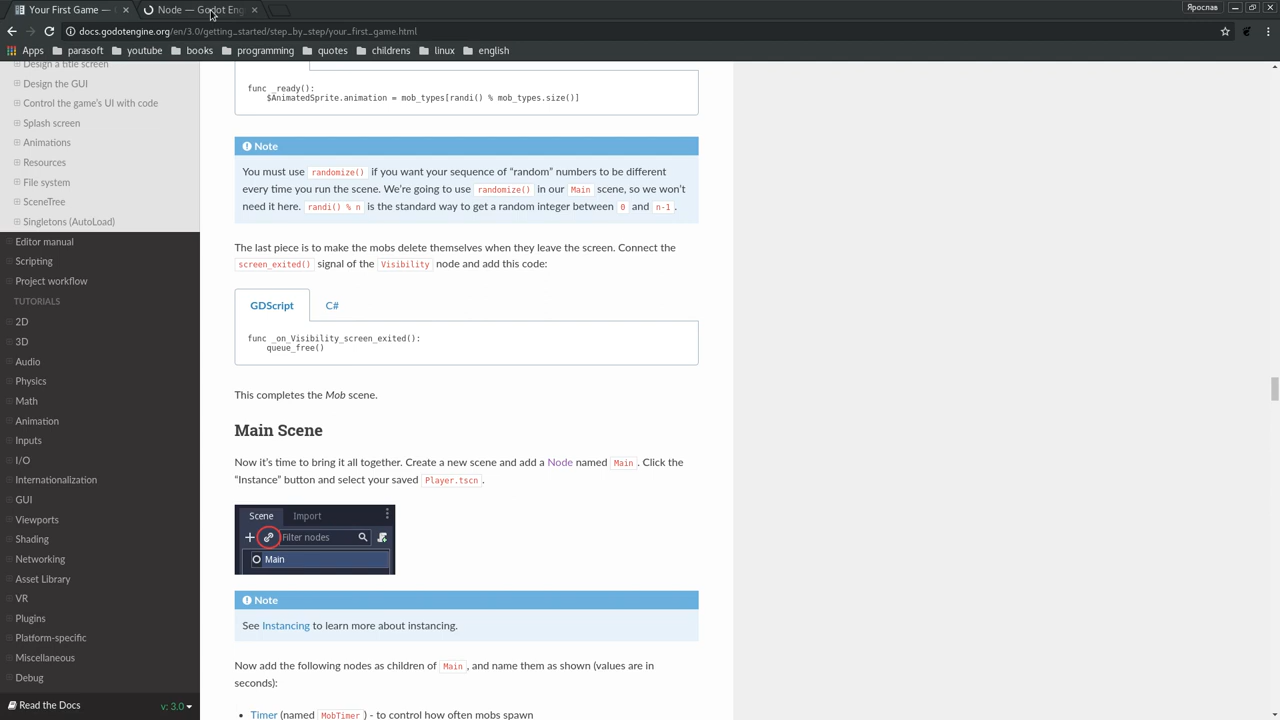 Your First Game —
Node — Godot Eng
Ярослав
docs.godotengine.org/en/3.0/getting_started/step_by_step/your_first_game.html
Apps parasoft youtube books programming quotes childrens linux english
Design a title screen
Design the GUI
Control the game's UI with code
Splash screen
Animations
Resources
File system
SceneTree
Singletons (AutoLoad)
Editor manual
Scripting
Project workflow
TUTORIALS
2D
3D
Audio
Physics
Math
Animation
Inputs
I/O
Internationalization
GUI
Viewports
Shading
Networking
Asset Library
VR
Plugins
Platform-specific
Miscellaneous
Debug
Read the Docs
v: 3.0
func _ready():
$AnimatedSprite.animation = mob_types[randi() % mob_types.size()]
Note
You must use randomize() if you want your sequence of “random” numbers to be different
every time you run the scene. We're going to use randomize() in our Main scene, so we won't
need it here. randi() % n is the standard way to get a random integer between 0 and n-1 .
The last piece is to make the mobs delete themselves when they leave the screen. Connect the
screen_exited() signal of the Visibility node and add this code:
GDScript C#
func _on_Visibility_screen_exited():
queue_free()
This completes the Mob scene.
Main Scene
Now it's time to bring it all together. Create a new scene and add a Node named Main . Click the
“Instance” button and select your saved Player.tscn .
Scene Import
Filter nodes
Main
Note
See Instancing to learn more about instancing.
Now add the following nodes as children of Main , and name them as shown (values are in
seconds):
• Timer (named MobTimer ) - to control how often mobs spawn